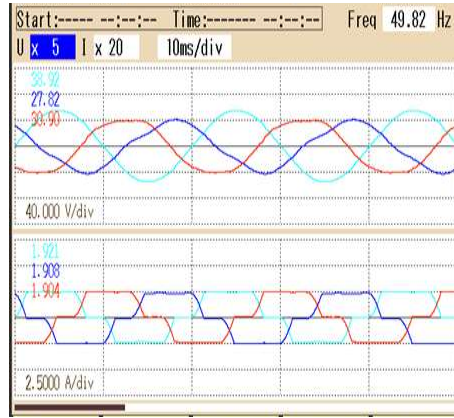 Start:----- --:--:-- Time:------- --:--:-- Freq 49.82 Hz
U x 5 I x 20 10ms/div
38.92
27.82
30.90
40.000 V/div
1.921
1.908
1.904
2.5000 A/div